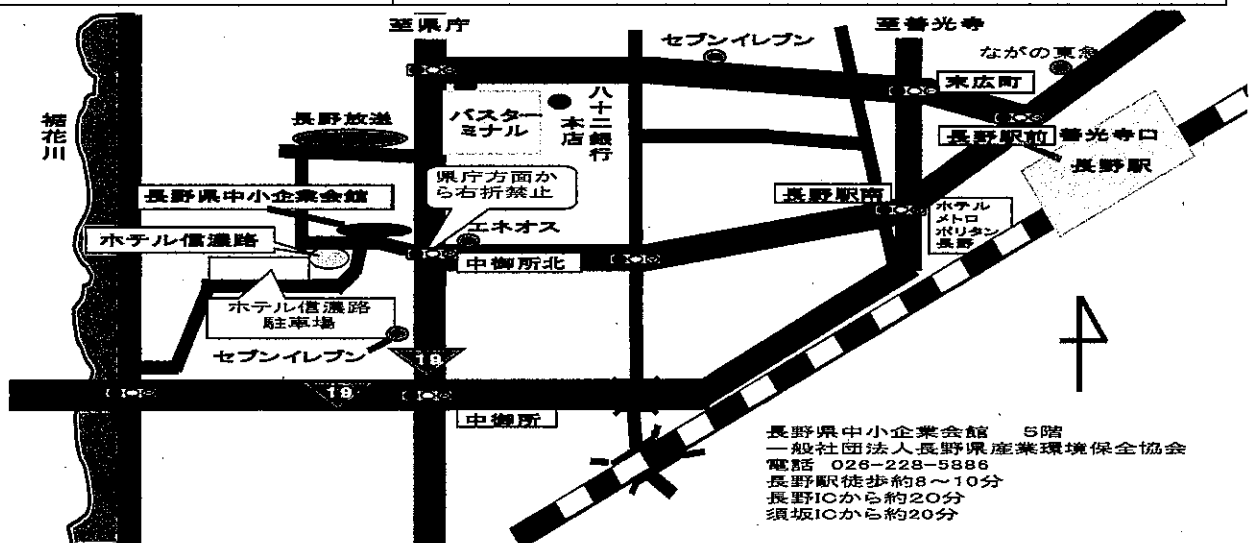 至県庁
至善光寺
セブンイレブン
ながの東急
末広町
裾花川
長野放送
バスターミナル
八十二銀行
本店
長野駅前
善光寺口
長野駅
県庁方面か
ら右折禁止
長野県中小企業会館
長野駅南
ホテル
メトロ
ポリタン
長野
エネオス
ホテル信濃路
中御所北
ホテル信濃路
駐車場
セブンイレブン
19
19
中御所
長野県中小企業会館 5階
一般社団法人長野県産業環境保全協会
電話 026-228-5886
長野駅徒歩約8~10分
長野ICから約20分
須坂ICから約20分